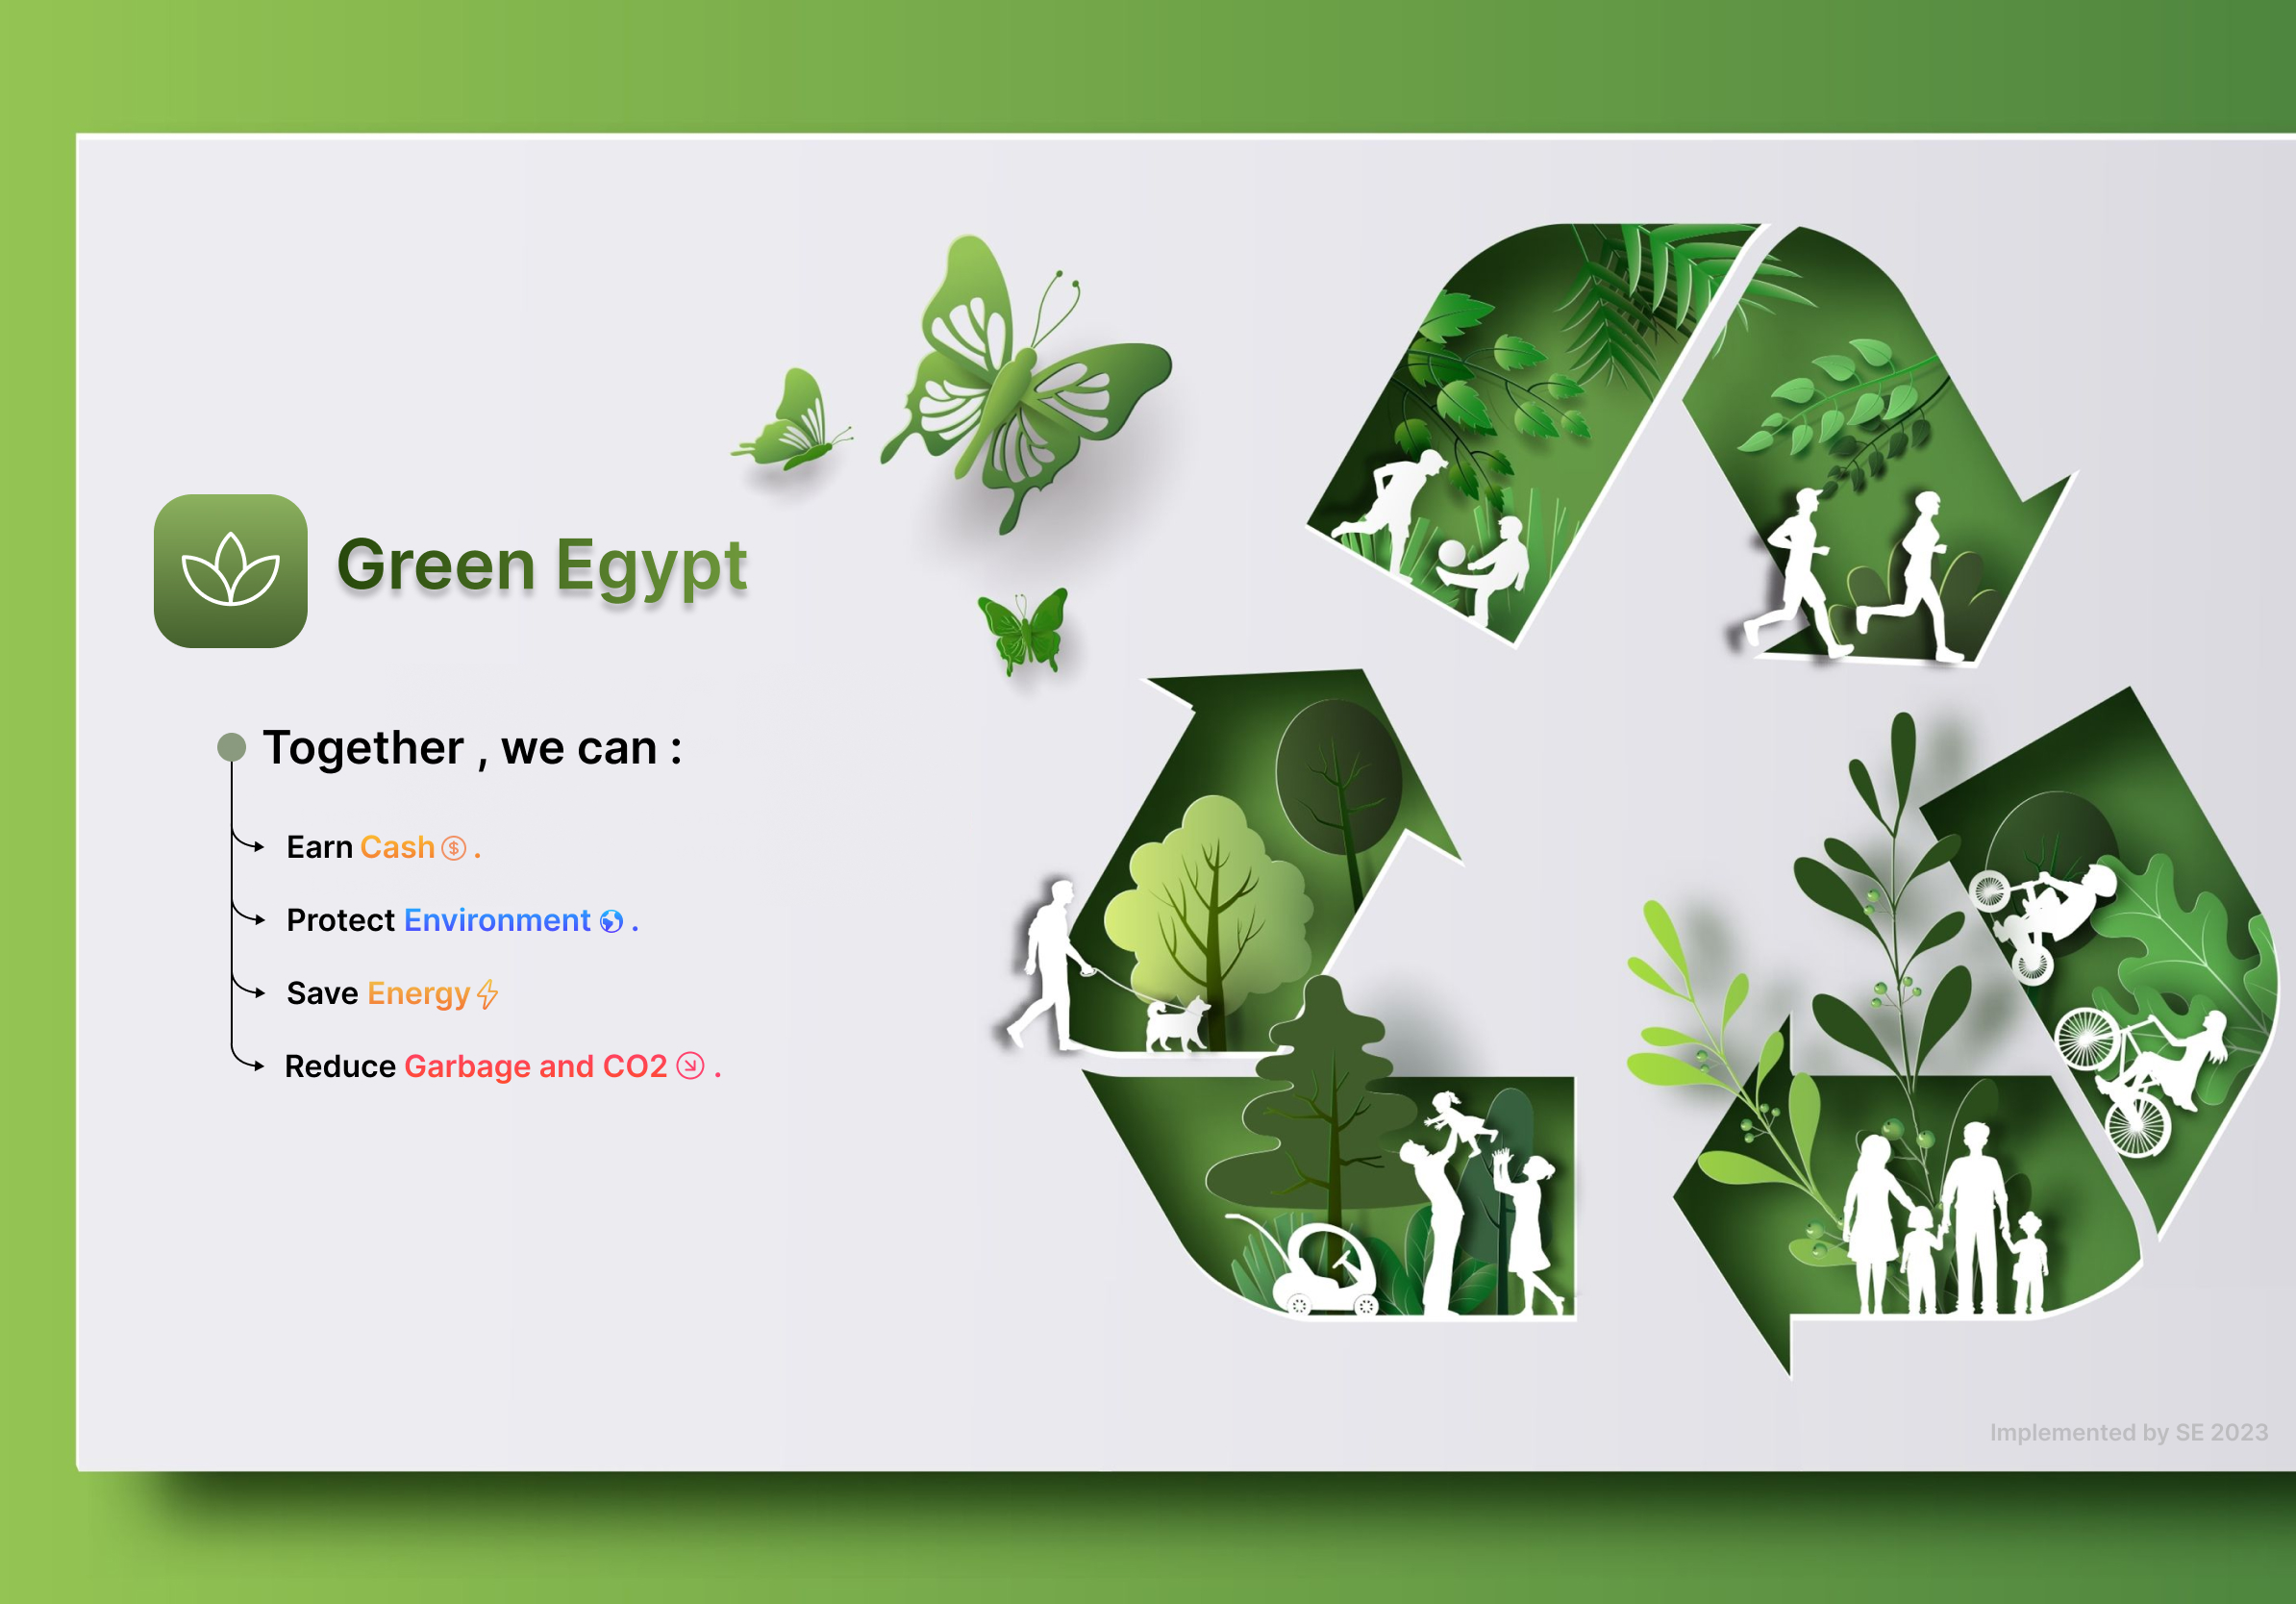 Green Egypt
Together , we can :
Earn Cash .
Protect Environment .
Save Energy
Reduce Garbage and CO2 .
Implemented by SE 2023